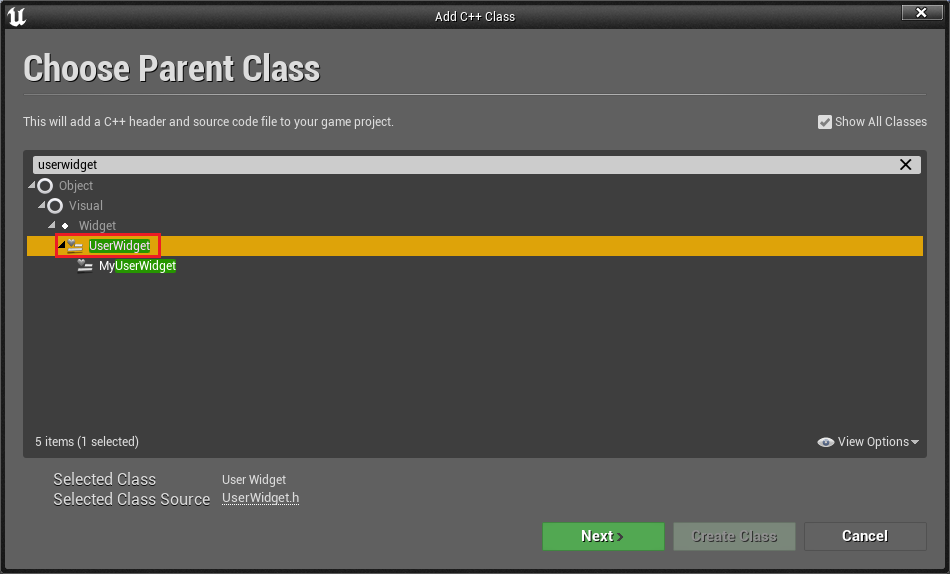 Add C++ Class
Choose Parent Class
This will add a C++ header and source code file to your game project.
Show All Classes
userwidget
Object
Visual
Widget
UserWidget
MyUserWidget
5 items (1 selected)
View Options
Selected Class User Widget
Selected Class Source UserWidget.h
Next > Create Class Cancel